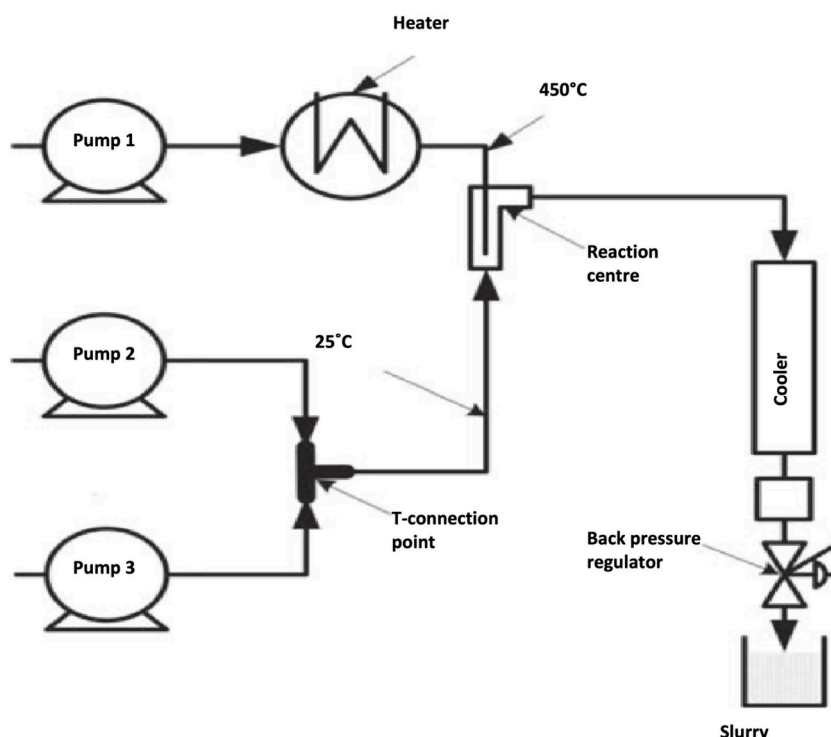 Heater
450°C
Pump 1
Reaction
centre
25°C
Pump 2
Cooler
T-connection
point
Back pressure
regulator
Pump 3
Slurry